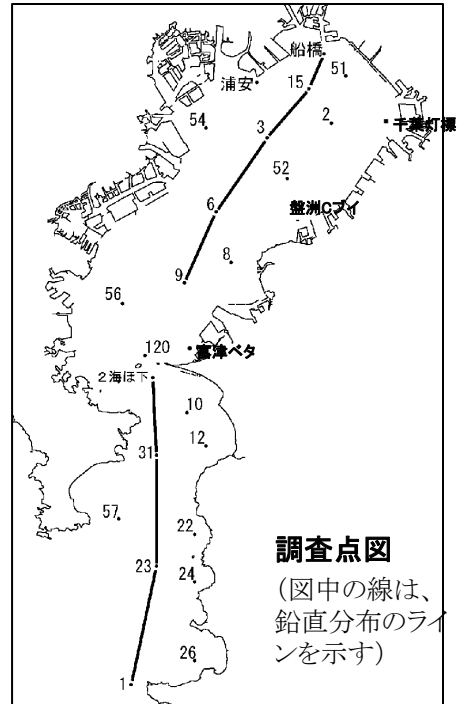 船橋
51
浦安
15
54
3
2
千葉灯標
52
盤洲Cブイ
6
8
9
56
120
富津ベタ
2海ほ下
10
12
31
57
22
調査点図
23
24
(図中の線は、
鉛直分布のライ
ンを示す)
26
1